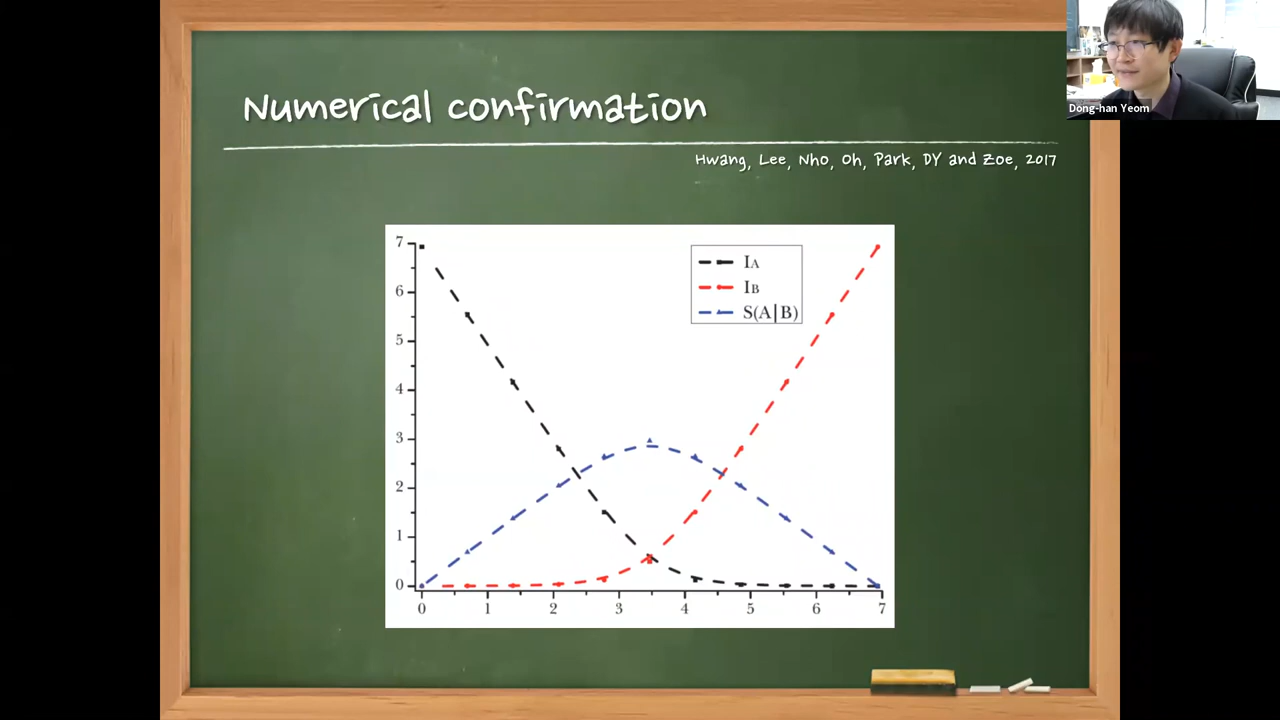 Numerical confirmation
Dong-han Yeom
Hwang, Lee, Nho, Oh, Park, DY and Zoe, 2017
7
6
5
4
3
2
1
0
IA
IB
S(A|B)
0 1 2 3 4 5 6 7